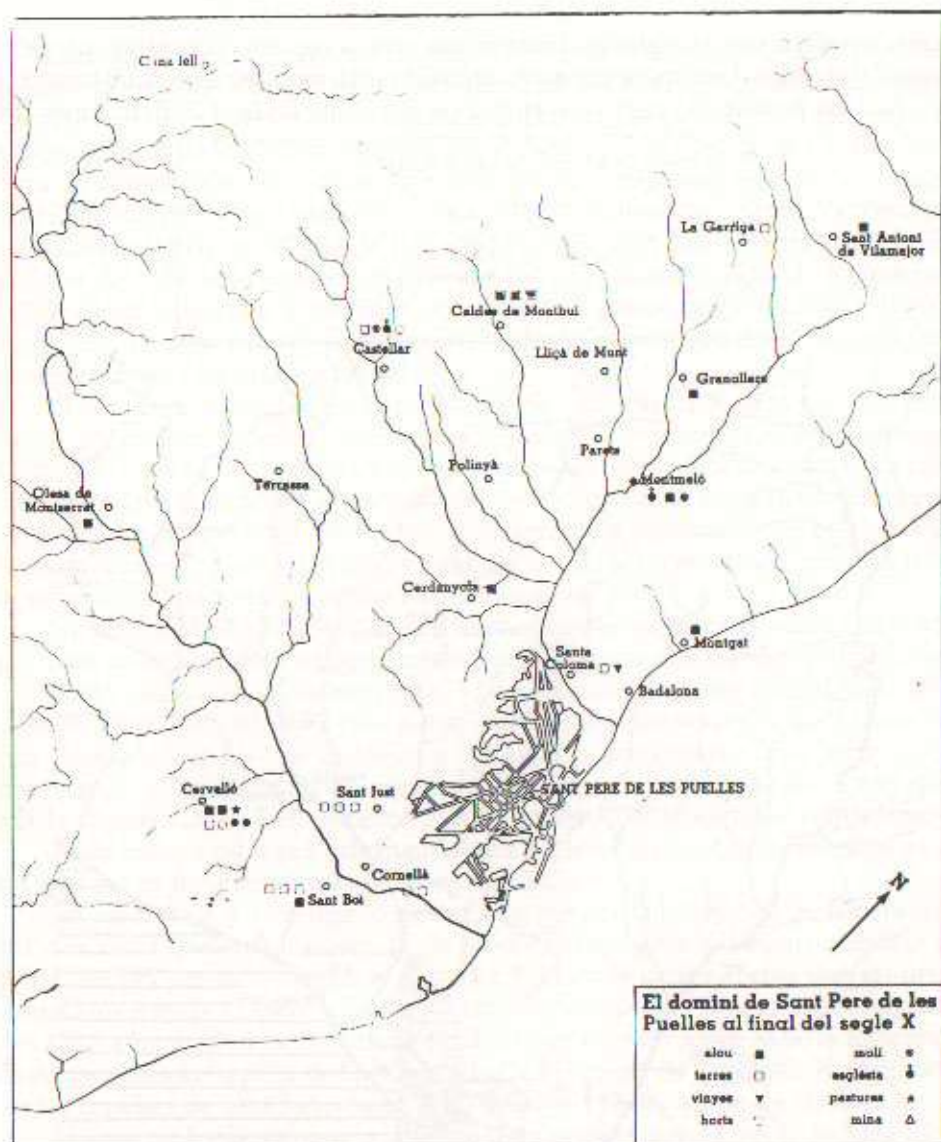 La Garriga
Sant Antoni
de Vilamajor
Caldes de Montbui
Castellar
Lliçà de Munt
Granollers
Parets
Polinyà
Montmeló
Terrassa
Olesa de
Montserrat
Cerdanyola
Montgat
Santa
Coloma
Badalona
SANT PERE DE LES PUELLES
Cervelló
Sant Just
Cornellà
Sant Boi
N
El domini de Sant Pere de les
Puelles al final del segle X
alou
molí
terres
església
vinyes
pastures
horts
mina